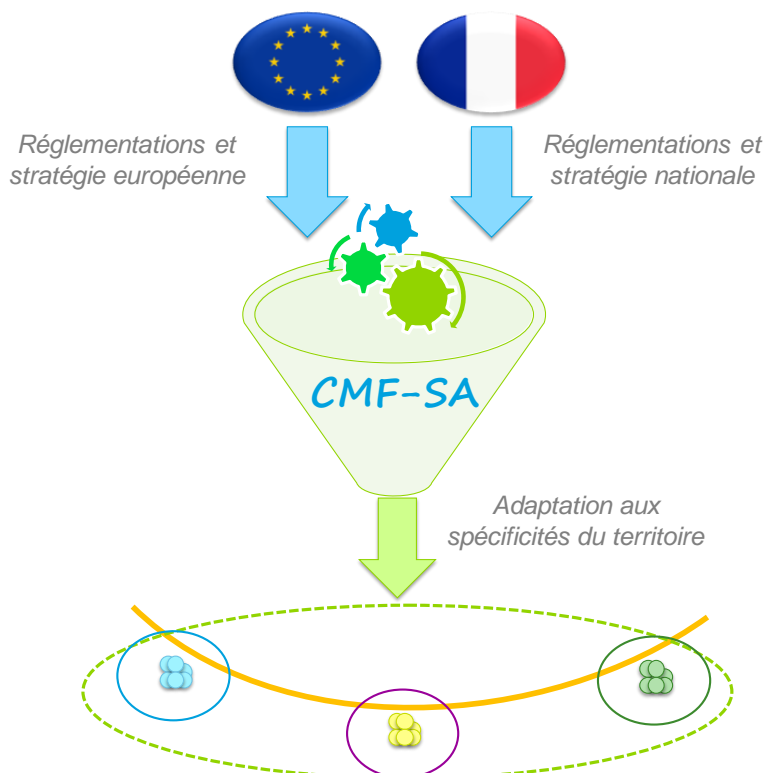 Réglementations et
stratégie européenne
Réglementations et
stratégie nationale
CMF-SA
Adaptation aux
spécificités du territoire